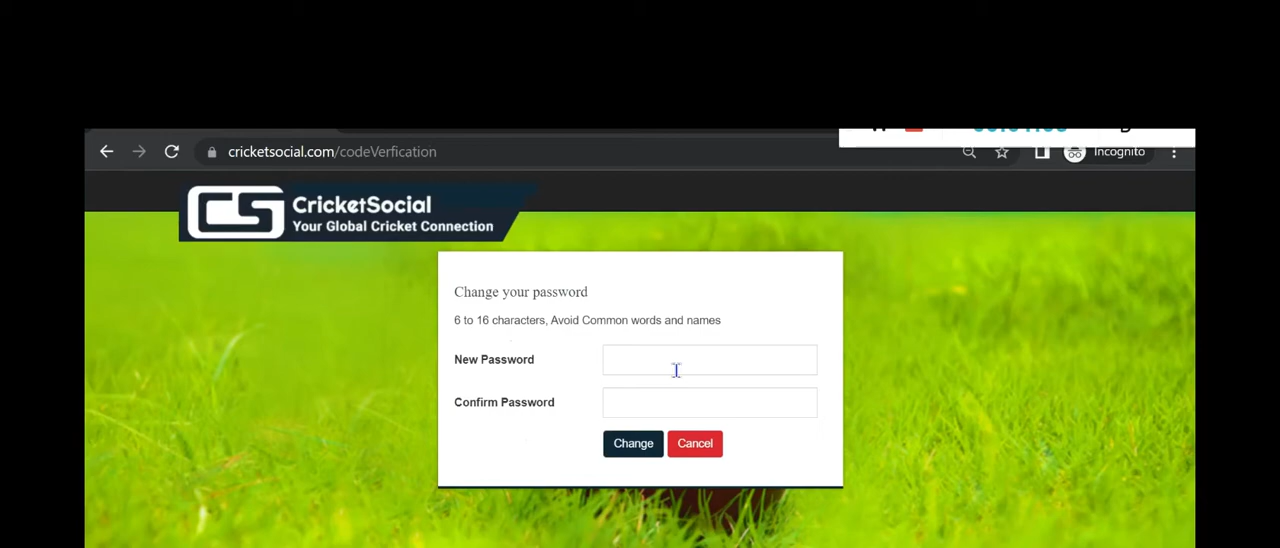 cricketsocial.com/codeVerfication
Incognito
CS CricketSocial
Your Global Cricket Connection
Change your password
6 to 16 characters, Avoid Common words and names
New Password
Confirm Password
Change Cancel